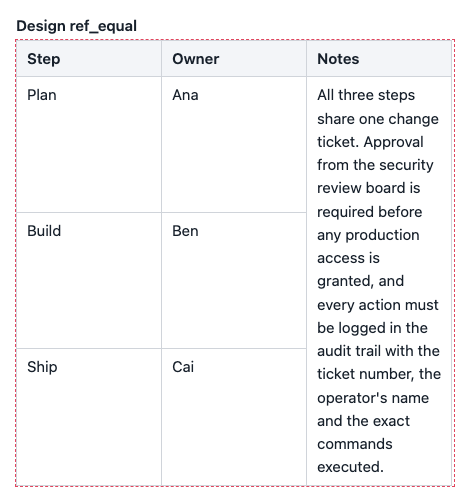 Design ref_equal
Step Owner Notes
Plan Ana
All three steps
share one change
ticket. Approval
from the security
review board is
required before
any production
access is
granted, and
every action must
be logged in the
audit trail with the
ticket number, the
operator's name
and the exact
commands
executed.
Build Ben
Ship Cai